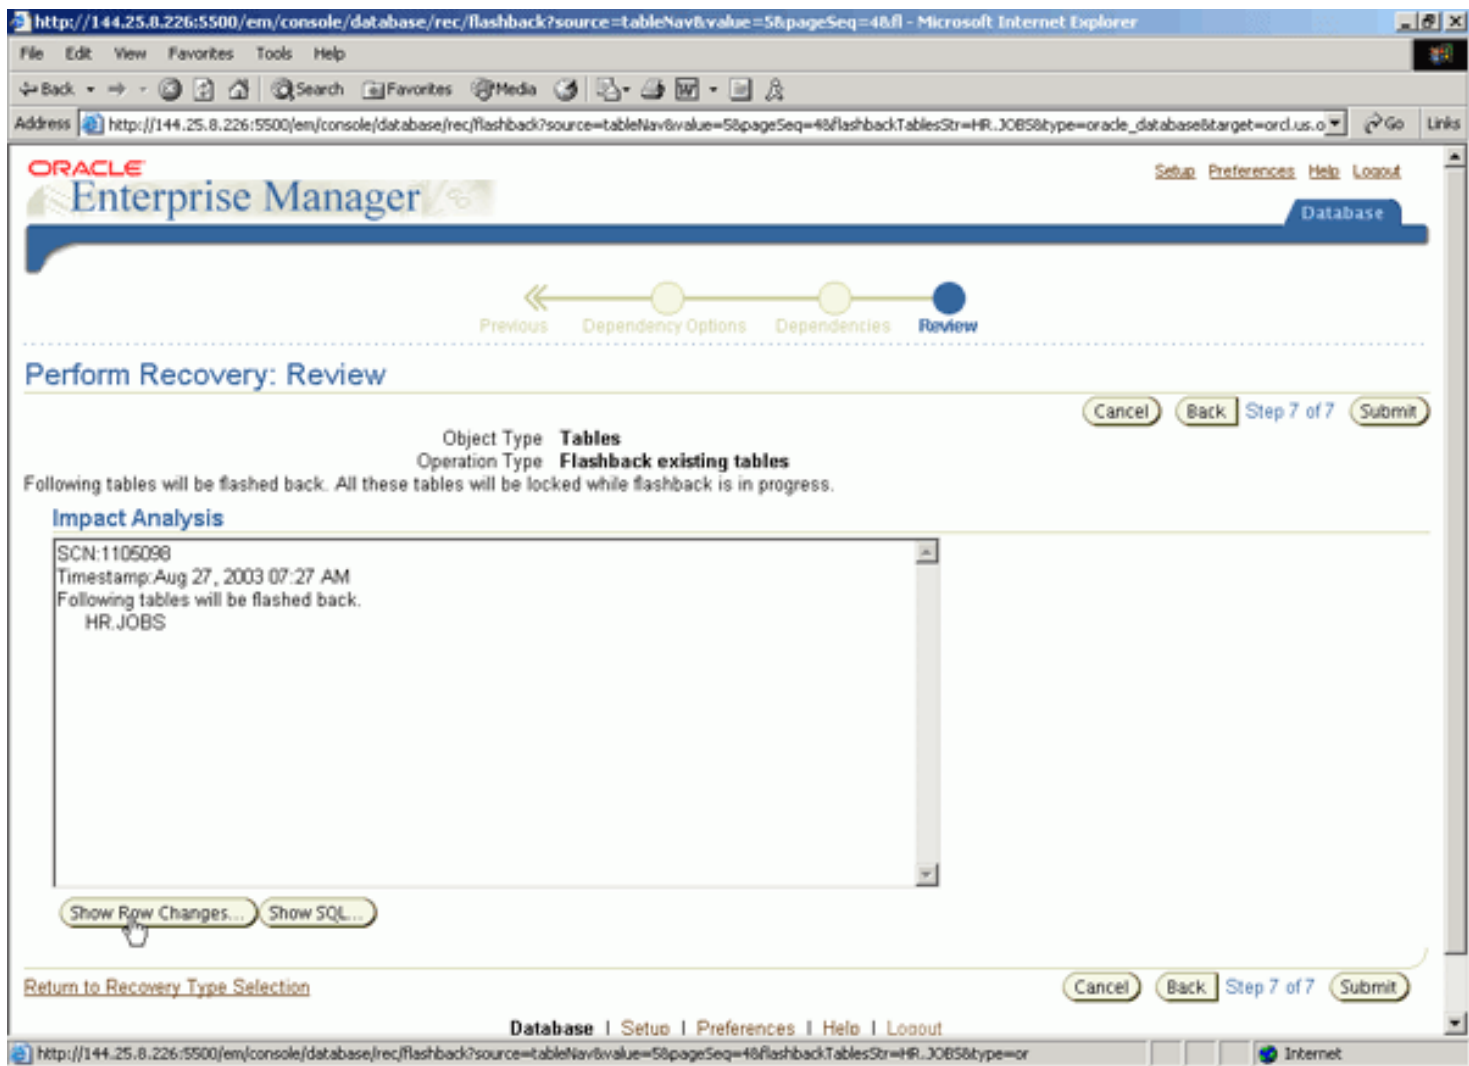 http://144.25.8.226:5500/em/console/database/rec/flashback?source=tableNav&value=5&pageSeq=4&fl - Microsoft Internet Explorer
File Edit View Favorites Tools Help
Back Search Favorites Media
Address http://144.25.8.226:5500/em/console/database/rec/flashback?source=tableNav&value=5&pageSeq=4&flashbackTablesStr=HR.JOBS&type=oracle_database&target=orcl.us.o Go Links
ORACLE
Enterprise Manager
Setup Preferences Help Logout
Database
Previous Dependency Options Dependencies Review
Perform Recovery: Review
Cancel Back Step 7 of 7 Submit
Object Type Tables
Operation Type Flashback existing tables
Following tables will be flashed back. All these tables will be locked while flashback is in progress.
Impact Analysis
SCN:1105098
Timestamp:Aug 27, 2003 07:27 AM
Following tables will be flashed back.
HR.JOBS
Show Row Changes... Show SQL...
Return to Recovery Type Selection
Cancel Back Step 7 of 7 Submit
Database | Setup | Preferences | Help | Logout
http://144.25.8.226:5500/em/console/database/rec/flashback?source=tableNav&value=5&pageSeq=4&flashbackTablesStr=HR.JOBS&type=or Internet